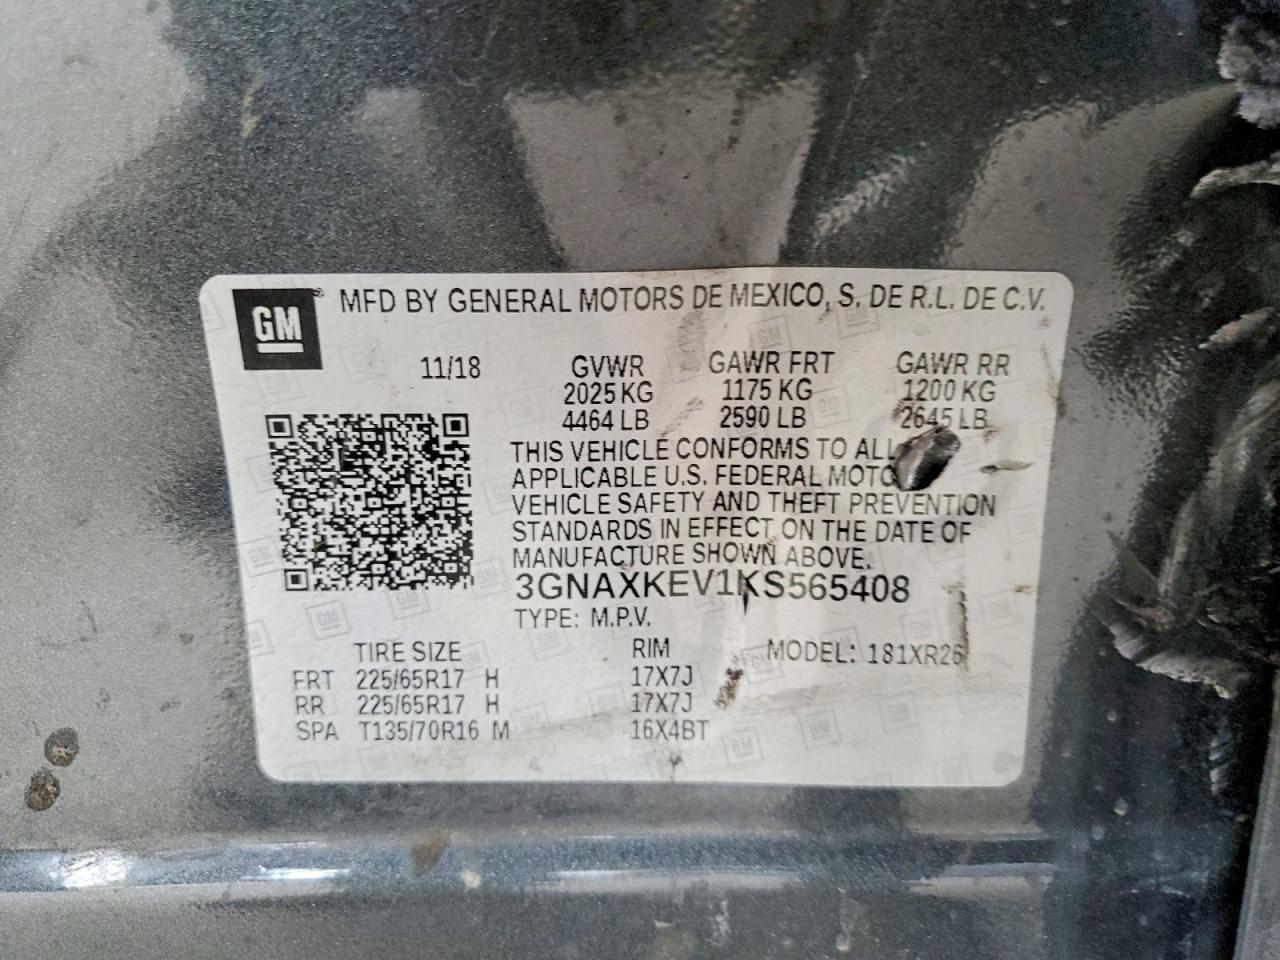 GM® MFD BY GENERAL MOTORS DE MEXICO, S. DE R.L. DE C.V.
11/18 GVWR GAWR FRT GAWR RR
2025 KG 1175 KG 1200 KG
4464 LB 2590 LB 2645 LB
THIS VEHICLE CONFORMS TO ALL
APPLICABLE U.S. FEDERAL MOTO
VEHICLE SAFETY AND THEFT PREVENTION
STANDARDS IN EFFECT ON THE DATE OF
MANUFACTURE SHOWN ABOVE.
3GNAXKEV1KS565408
TYPE: M.P.V.
TIRE SIZE RIM MODEL: 181XR26
FRT 225/65R17 H 17X7J
RR 225/65R17 H 17X7J
SPA T135/70R16 M 16X4BT